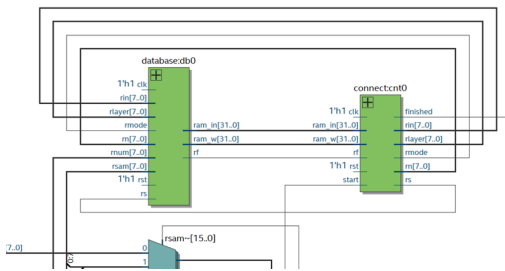 database:db0
1'h1 clk
rin[7..0]
rlayer[7..0]
rmode
rn[7..0]
rnum[7..0]
rsam[7..0]
1'h1 rst
rs
ram_in[31..0]
ram_w[31..0]
rf
connect:cnt0
1'h1 clk
ram_in[31..0]
ram_w[31..0]
rf
1'h1 rst
start
finished
rin[7..0]
rlayer[7..0]
rmode
rn[7..0]
rs
rsam~[15..0]
[7..0]
0
1